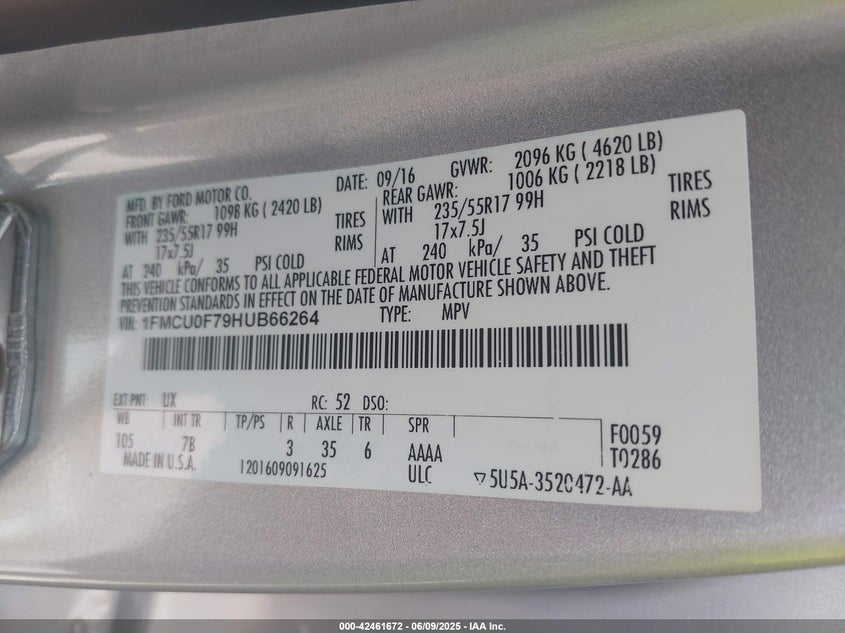 MFD. BY FORD MOTOR CO. DATE: 09/16 GVWR: 2096 KG ( 4620 LB)
FRONT GAWR: 1098 KG ( 2420 LB) REAR GAWR: 1006 KG ( 2218 LB)
WITH 235/55R17 99H TIRES WITH 235/55R17 99H TIRES
17x7.5J RIMS 17x7.5J RIMS
AT 240 kPa/ 35 PSI COLD AT 240 kPa/ 35 PSI COLD
THIS VEHICLE CONFORMS TO ALL APPLICABLE FEDERAL MOTOR VEHICLE SAFETY AND THEFT
PREVENTION STANDARDS IN EFFECT ON THE DATE OF MANUFACTURE SHOWN ABOVE.
VIN: 1FMCU0F79HUB66264 TYPE: MPV
EXT PNT: UX RC: 52 DSO:
WB INT TR TP/PS R AXLE TR SPR
105 7B 3 35 6 AAAA F0059
MADE IN U.S.A. 1201609091625 ULC T0286
▽5U5A-3520472-AA
000-42461672 | 06/09/2025 - IAA Inc.